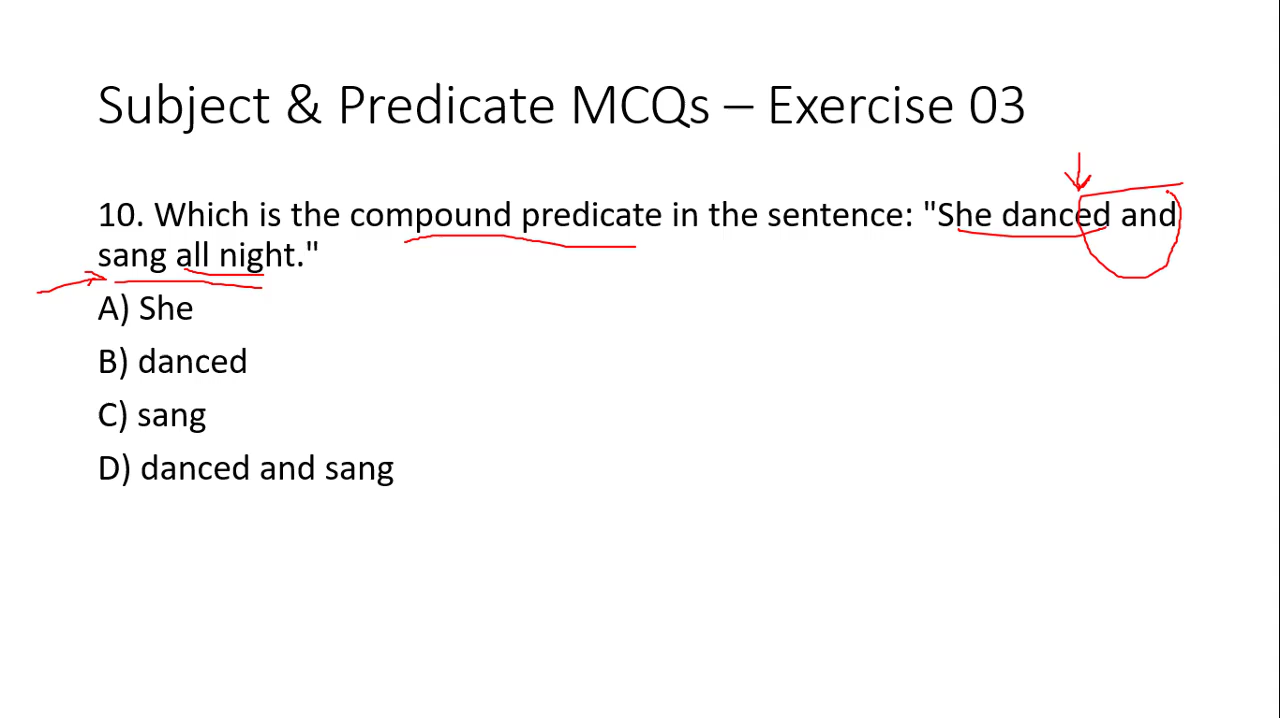 Subject & Predicate MCQs – Exercise 03
10. Which is the compound predicate in the sentence: "She danced and
sang all night."
A) She
B) danced
C) sang
D) danced and sang